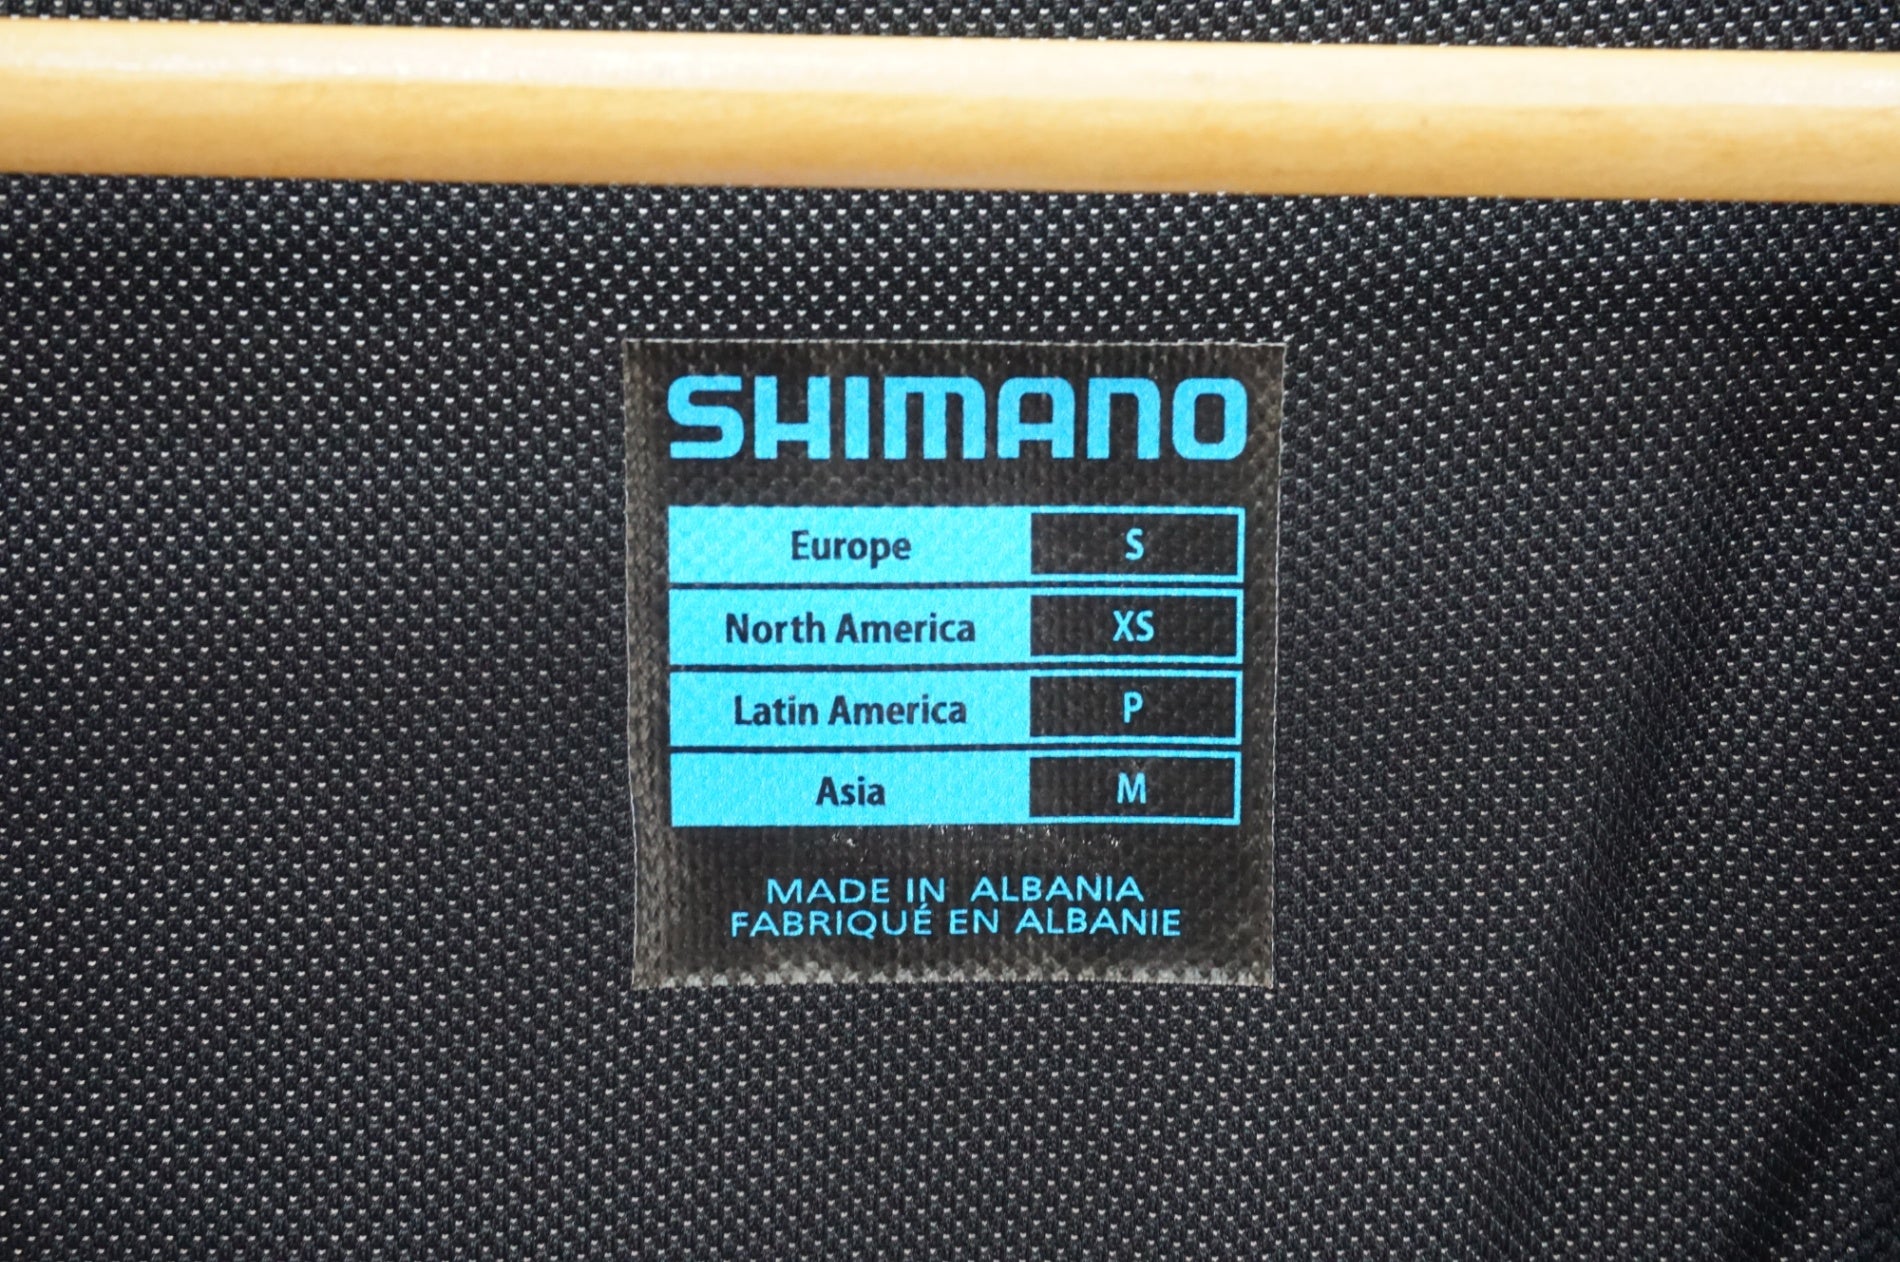 SHIMANO
Europe S
North America XS
Latin America P
Asia M
MADE IN ALBANIA
FABRIQUÉ EN ALBANIE